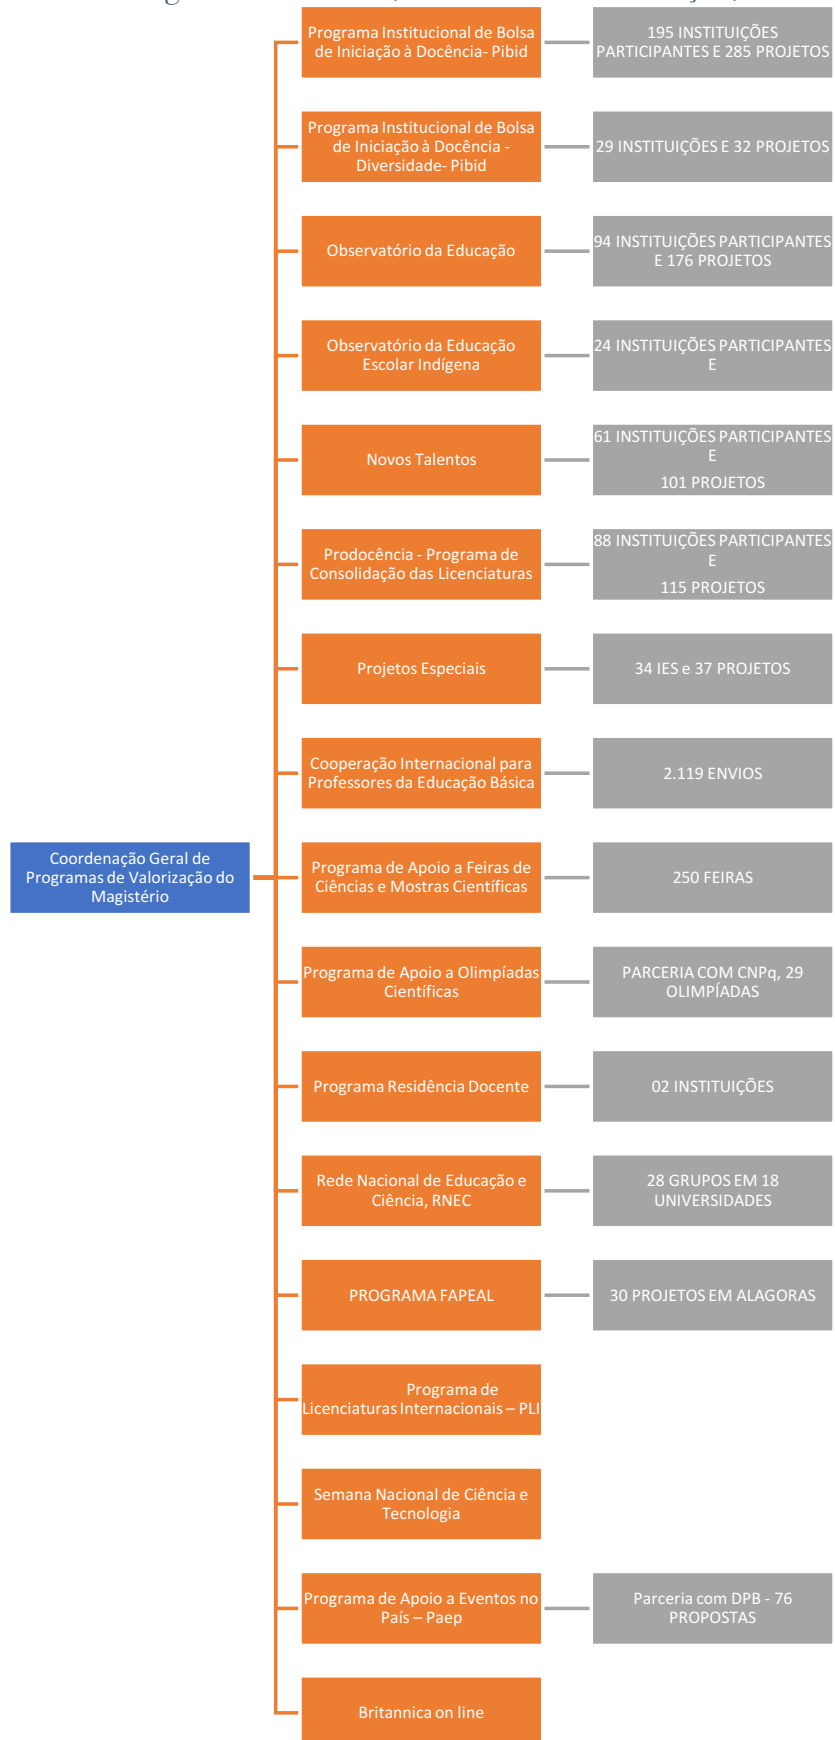 Programa Institucional de Bolsa
de Iniciação à Docência- Pibid
195 INSTITUIÇÕES
PARTICIPANTES E 285 PROJETOS
Programa Institucional de Bolsa
de Iniciação à Docência -
Diversidade- Pibid
29 INSTITUIÇÕES E 32 PROJETOS
Observatório da Educação
94 INSTITUIÇÕES PARTICIPANTES
E 176 PROJETOS
Observatório da Educação
Escolar Indígena
24 INSTITUIÇÕES PARTICIPANTES
E
Novos Talentos
61 INSTITUIÇÕES PARTICIPANTES
E
101 PROJETOS
Prodocência - Programa de
Consolidação das Licenciaturas
88 INSTITUIÇÕES PARTICIPANTES
E
115 PROJETOS
Projetos Especiais
34 IES e 37 PROJETOS
Cooperação Internacional para
Professores da Educação Básica
2.119 ENVIOS
Coordenação Geral de
Programas de Valorização do
Magistério
Programa de Apoio a Feiras de
Ciências e Mostras Científicas
250 FEIRAS
Programa de Apoio a Olimpíadas
Científicas
PARCERIA COM CNPq, 29
OLIMPÍADAS
Programa Residência Docente
02 INSTITUIÇÕES
Rede Nacional de Educação e
Ciência, RNEC
28 GRUPOS EM 18
UNIVERSIDADES
PROGRAMA FAPEAL
30 PROJETOS EM ALAGORAS
Programa de
Licenciaturas Internacionais – PLI
Semana Nacional de Ciência e
Tecnologia
Programa de Apoio a Eventos no
País – Paep
Parceria com DPB - 76
PROPOSTAS
Britannica on line